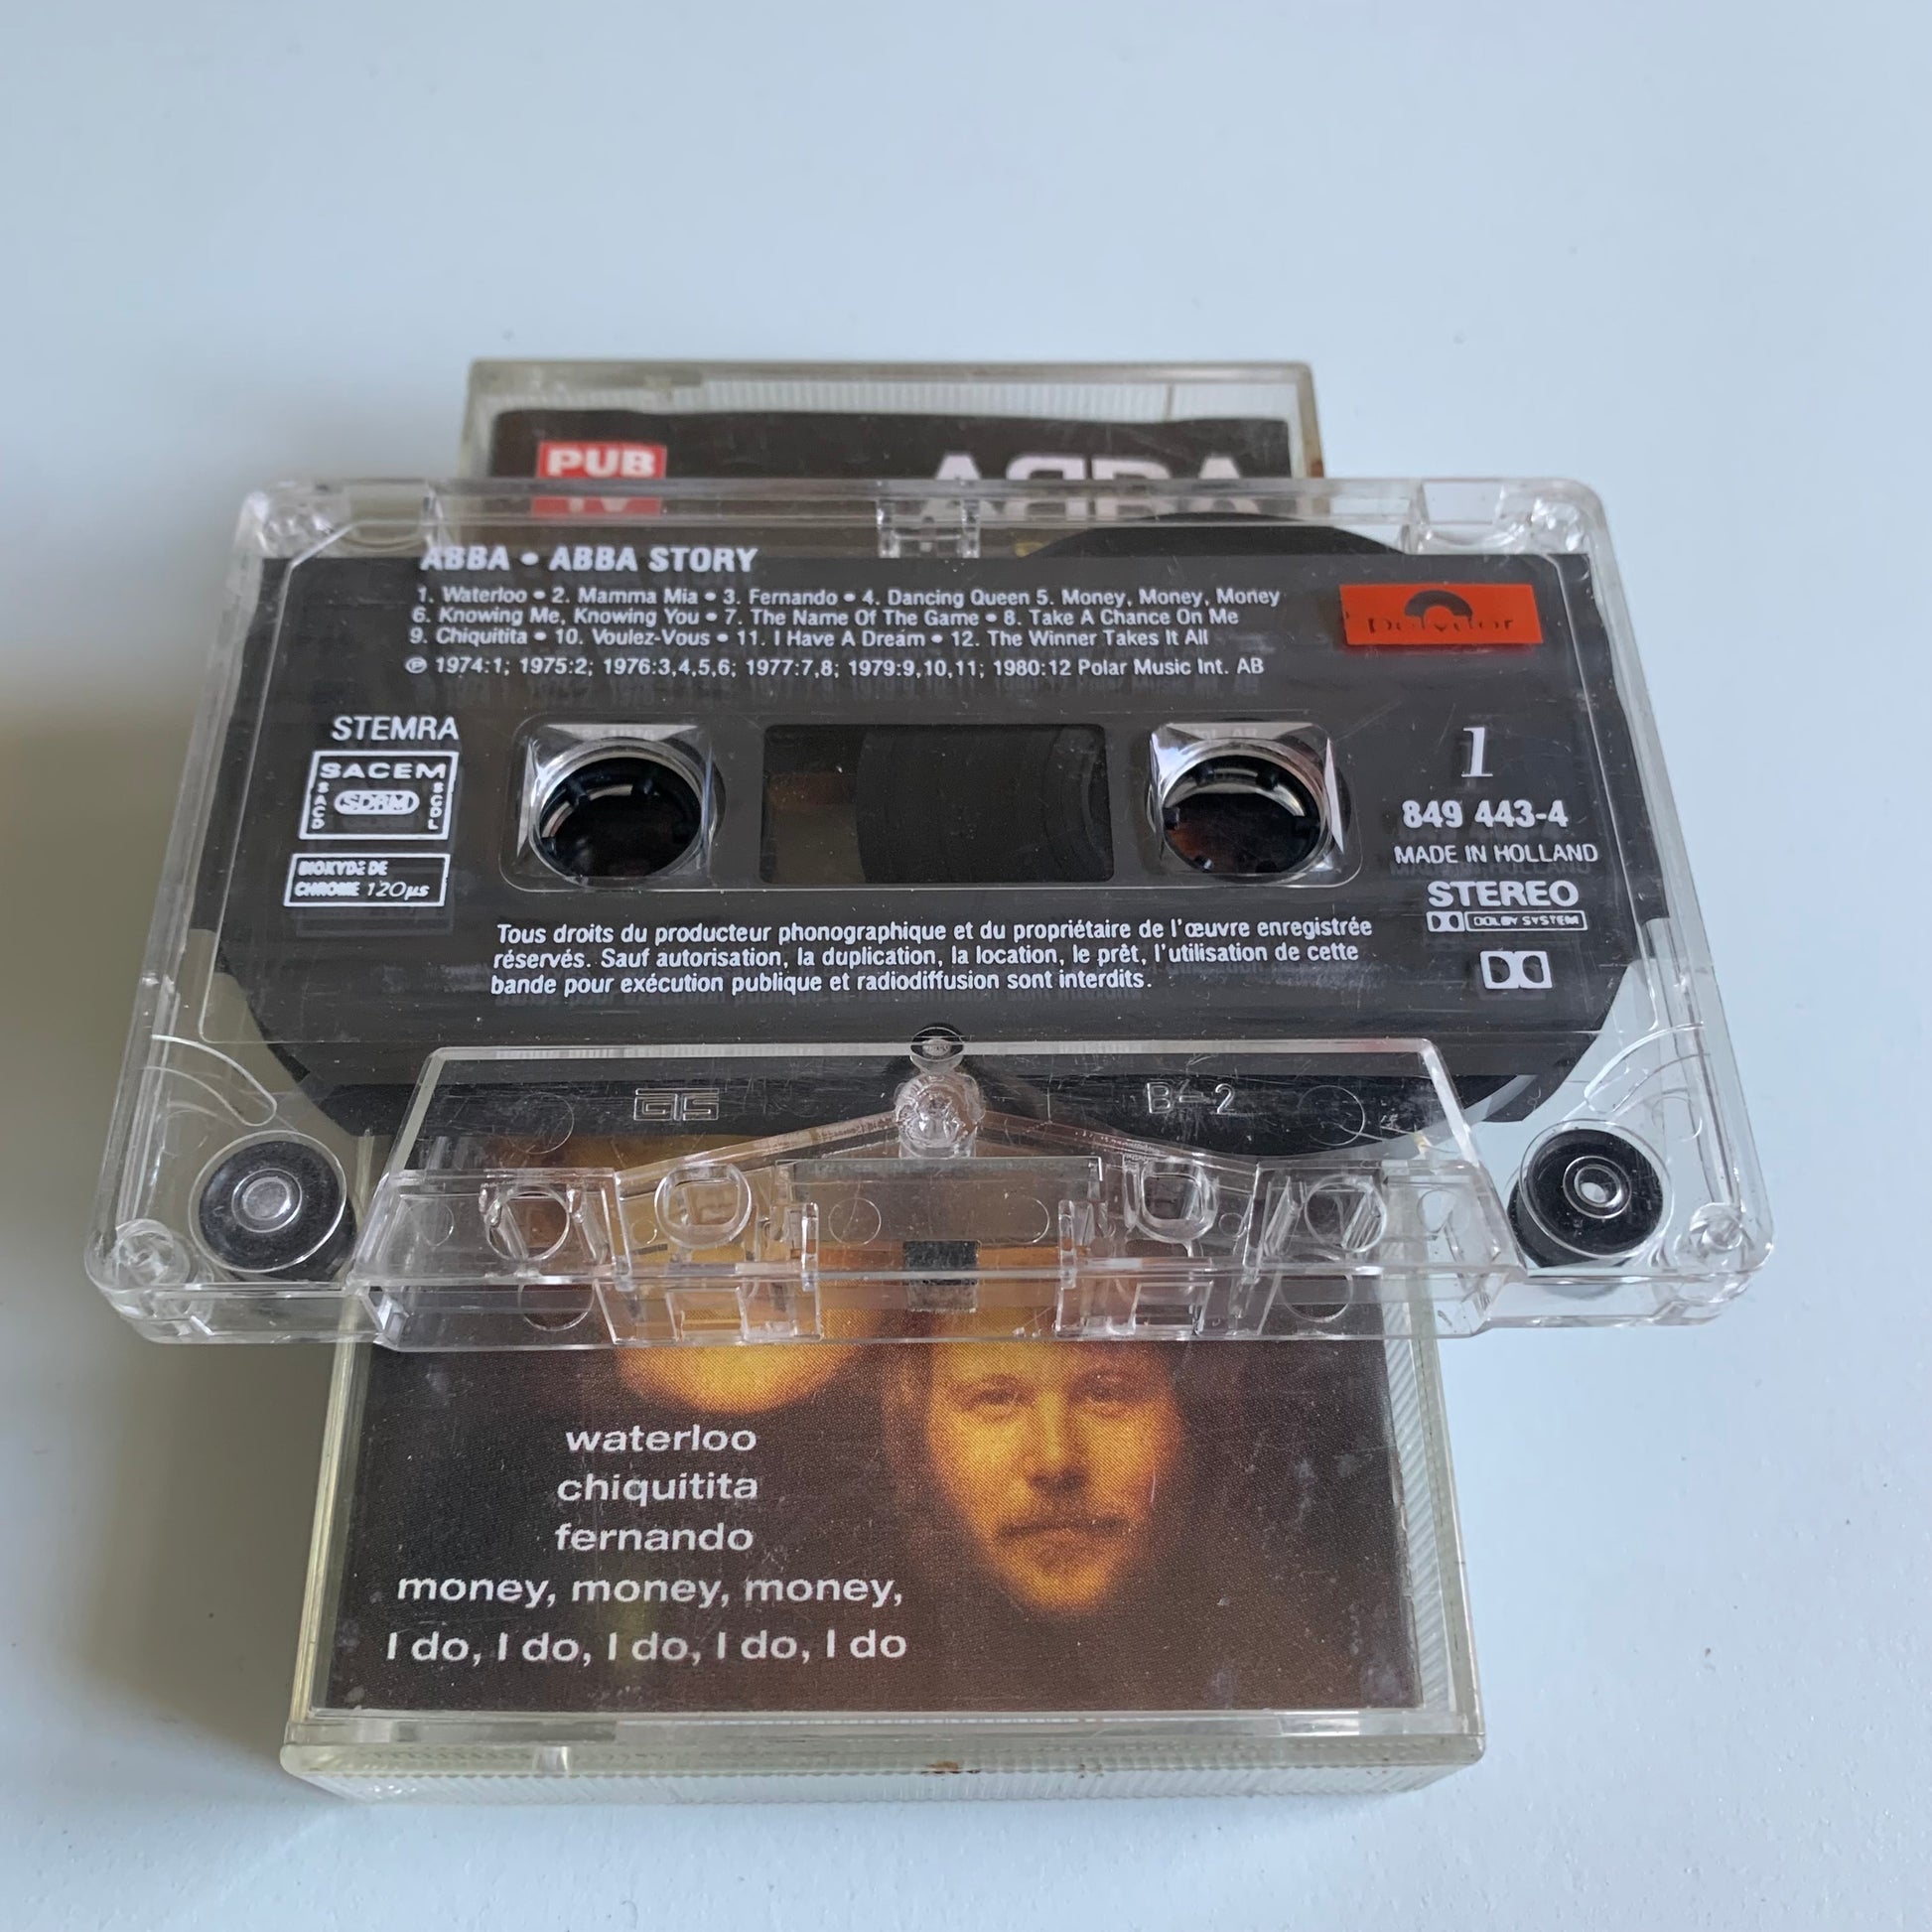 PUB
TV
ABBA
ABBA • ABBA STORY
1. Waterloo • 2. Mamma Mia • 3. Fernando • 4. Dancing Queen 5. Money, Money, Money
6. Knowing Me, Knowing You • 7. The Name Of The Game • 8. Take A Chance On Me
9. Chiquitita • 10. Voulez-Vous • 11. I Have A Dream • 12. The Winner Takes It All
℗ 1974:1; 1975:2; 1976:3,4,5,6; 1977:7,8; 1979:9,10,11; 1980:12 Polar Music Int. AB
Polydor
STEMRA
SACEM
SACD
SDRM
SCDL
BIOXYDE DE
CHROME 120µs
1
849 443-4
MADE IN HOLLAND
STEREO
DOLBY SYSTEM
Tous droits du producteur phonographique et du propriétaire de l'œuvre enregistrée
réservés. Sauf autorisation, la duplication, la location, le prêt, l'utilisation de cette
bande pour exécution publique et radiodiffusion sont interdits.
B-2
waterloo
chiquitita
fernando
money, money, money,
I do, I do, I do, I do, I do